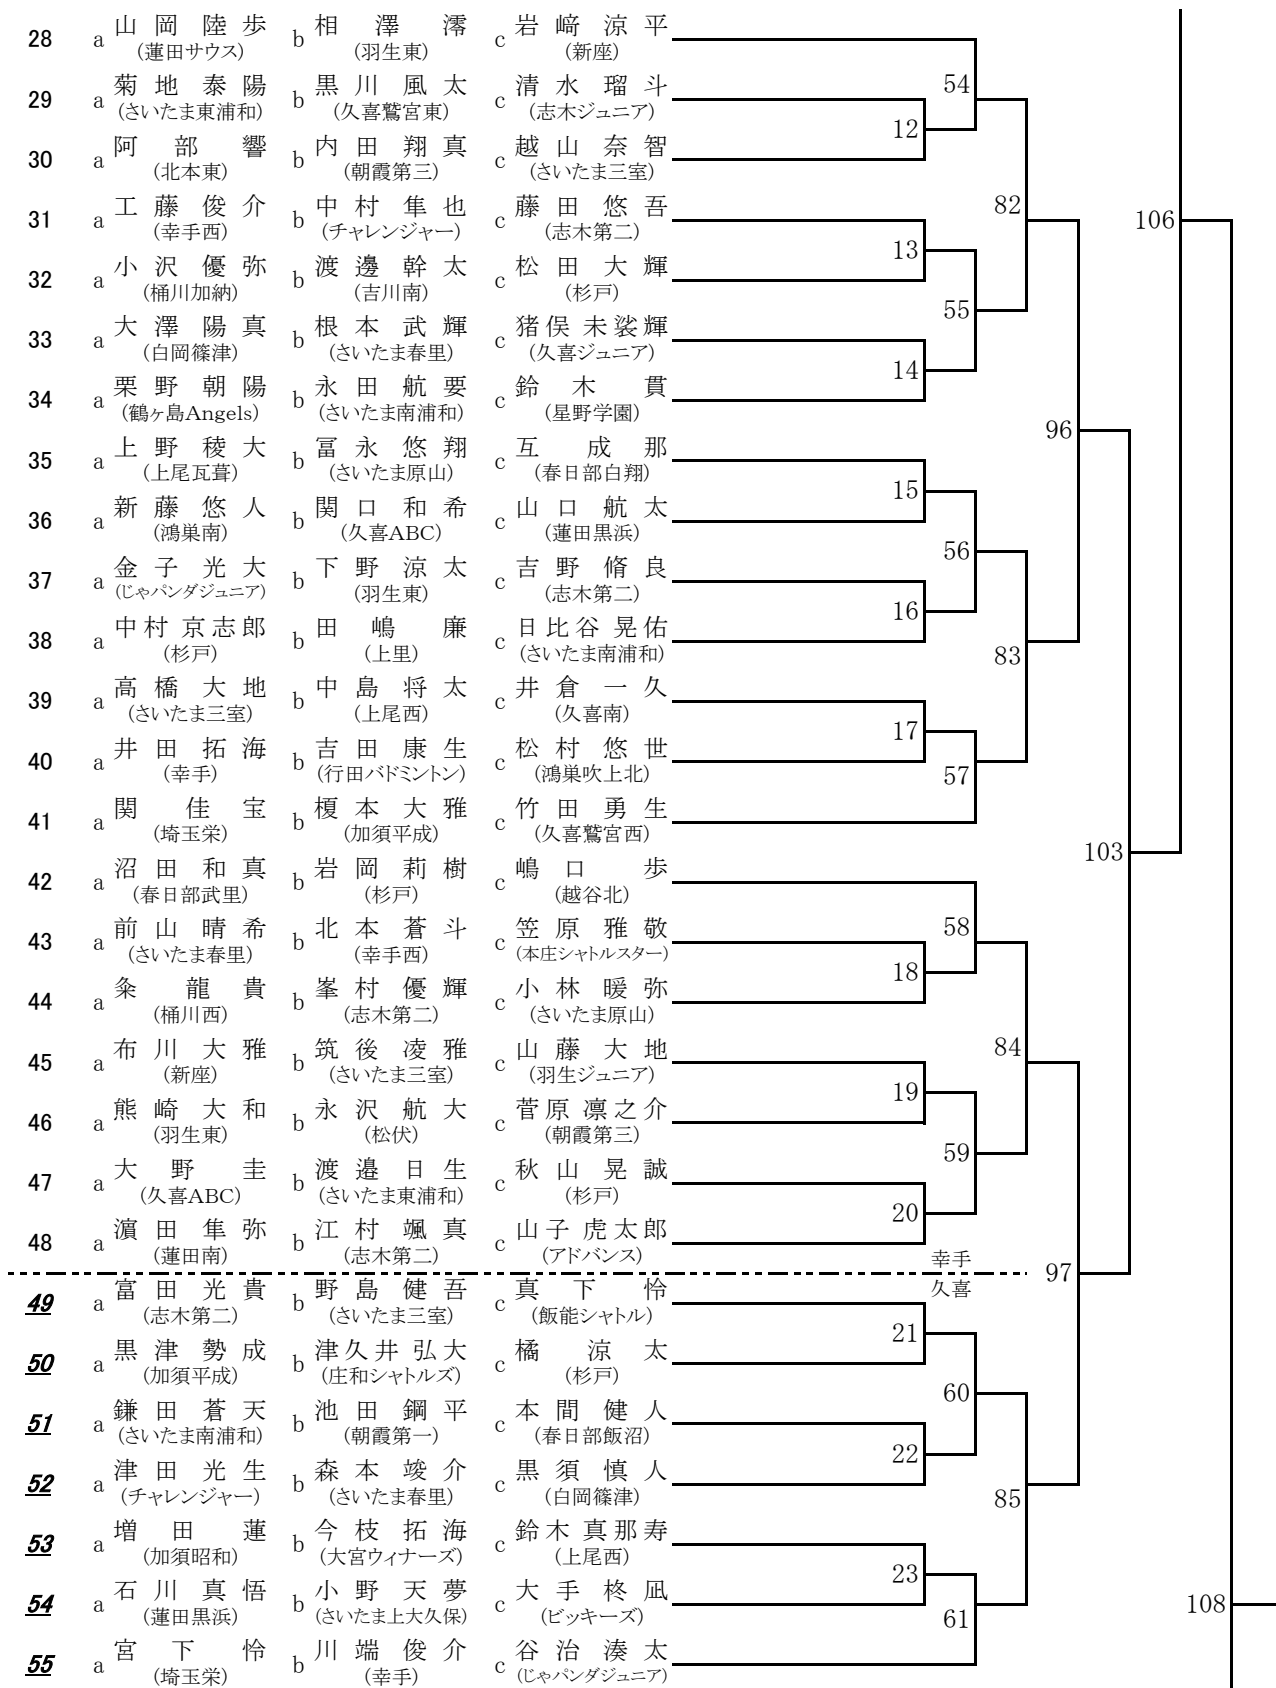 28 a 山岡陸歩 b 相澤澪 c 岩﨑涼平
(蓮田サウス) (羽生東) (新座)
54
29 a 菊地泰陽 b 黒川風太 c 清水瑠斗
(さいたま東浦和) (久喜鷲宮東) (志木ジュニア)
12
30 a 阿部響 b 内田翔真 c 越山奈智
(北本東) (朝霞第三) (さいたま三室)
82
31 a 工藤俊介 b 中村隼也 c 藤田悠吾
(幸手西) (チャレンジャー) (志木第二)
106
13
32 a 小沢優弥 b 渡邊幹太 c 松田大輝
(桶川加納) (吉川南) (杉戸)
55
33 a 大澤陽真 b 根本武輝 c 猪俣未裟輝
(白岡篠津) (さいたま春里) (久喜ジュニア)
14
34 a 栗野朝陽 b 永田航要 c 鈴木貫
(鶴ヶ島Angels) (さいたま南浦和) (星野学園)
96
35 a 上野稜大 b 冨永悠翔 c 互成那
(上尾瓦葺) (さいたま原山) (春日部白翔)
15
36 a 新藤悠人 b 関口和希 c 山口航太
(鴻巣南) (久喜ABC) (蓮田黒浜)
56
37 a 金子光大 b 下野涼太 c 吉野脩良
(じゃパンダジュニア) (羽生東) (志木第二)
16
38 a 中村京志郎 b 田嶋廉 c 日比谷晃佑
(杉戸) (上里) (さいたま南浦和)
83
39 a 高橋大地 b 中島将太 c 井倉一久
(さいたま三室) (上尾西) (久喜南)
17
40 a 井田拓海 b 吉田康生 c 松村悠世
(幸手) (行田バドミントン) (鴻巣吹上北)
57
41 a 関佳宝 b 榎本大雅 c 竹田勇生
(埼玉栄) (加須平成) (久喜鷲宮西)
103
42 a 沼田和真 b 岩岡莉樹 c 嶋口歩
(春日部武里) (杉戸) (越谷北)
58
43 a 前山晴希 b 北本蒼斗 c 笠原雅敬
(さいたま春里) (幸手西) (本庄シャトルスター)
18
44 a 粂龍貴 b 峯村優輝 c 小林暖弥
(桶川西) (志木第二) (さいたま原山)
84
45 a 布川大雅 b 筑後凌雅 c 山藤大地
(新座) (さいたま三室) (羽生ジュニア)
19
46 a 熊崎大和 b 永沢航大 c 菅原凛之介
(羽生東) (松伏) (朝霞第三)
59
47 a 大野圭 b 渡邉日生 c 秋山晃誠
(久喜ABC) (さいたま東浦和) (杉戸)
20
48 a 濵田隼弥 b 江村颯真 c 山子虎太郎
(蓮田南) (志木第二) (アドバンス)
幸手
97
久喜
49 a 富田光貴 b 野島健吾 c 真下怜
(志木第二) (さいたま三室) (飯能シャトル)
21
50 a 黒津勢成 b 津久井弘大 c 橘涼太
(加須平成) (庄和シャトルズ) (杉戸)
60
51 a 鎌田蒼天 b 池田鋼平 c 本間健人
(さいたま南浦和) (朝霞第一) (春日部飯沼)
22
52 a 津田光生 b 森本竣介 c 黒須慎人
(チャレンジャー) (さいたま春里) (白岡篠津)
85
53 a 増田蓮 b 今枝拓海 c 鈴木真那寿
(加須昭和) (大宮ウィナーズ) (上尾西)
23
54 a 石川真悟 b 小野天夢 c 大手柊凪
(蓮田黒浜) (さいたま上大久保) (ビッキーズ)
108
61
55 a 宮下怜 b 川端俊介 c 谷治湊太
(埼玉栄) (幸手) (じゃパンダジュニア)